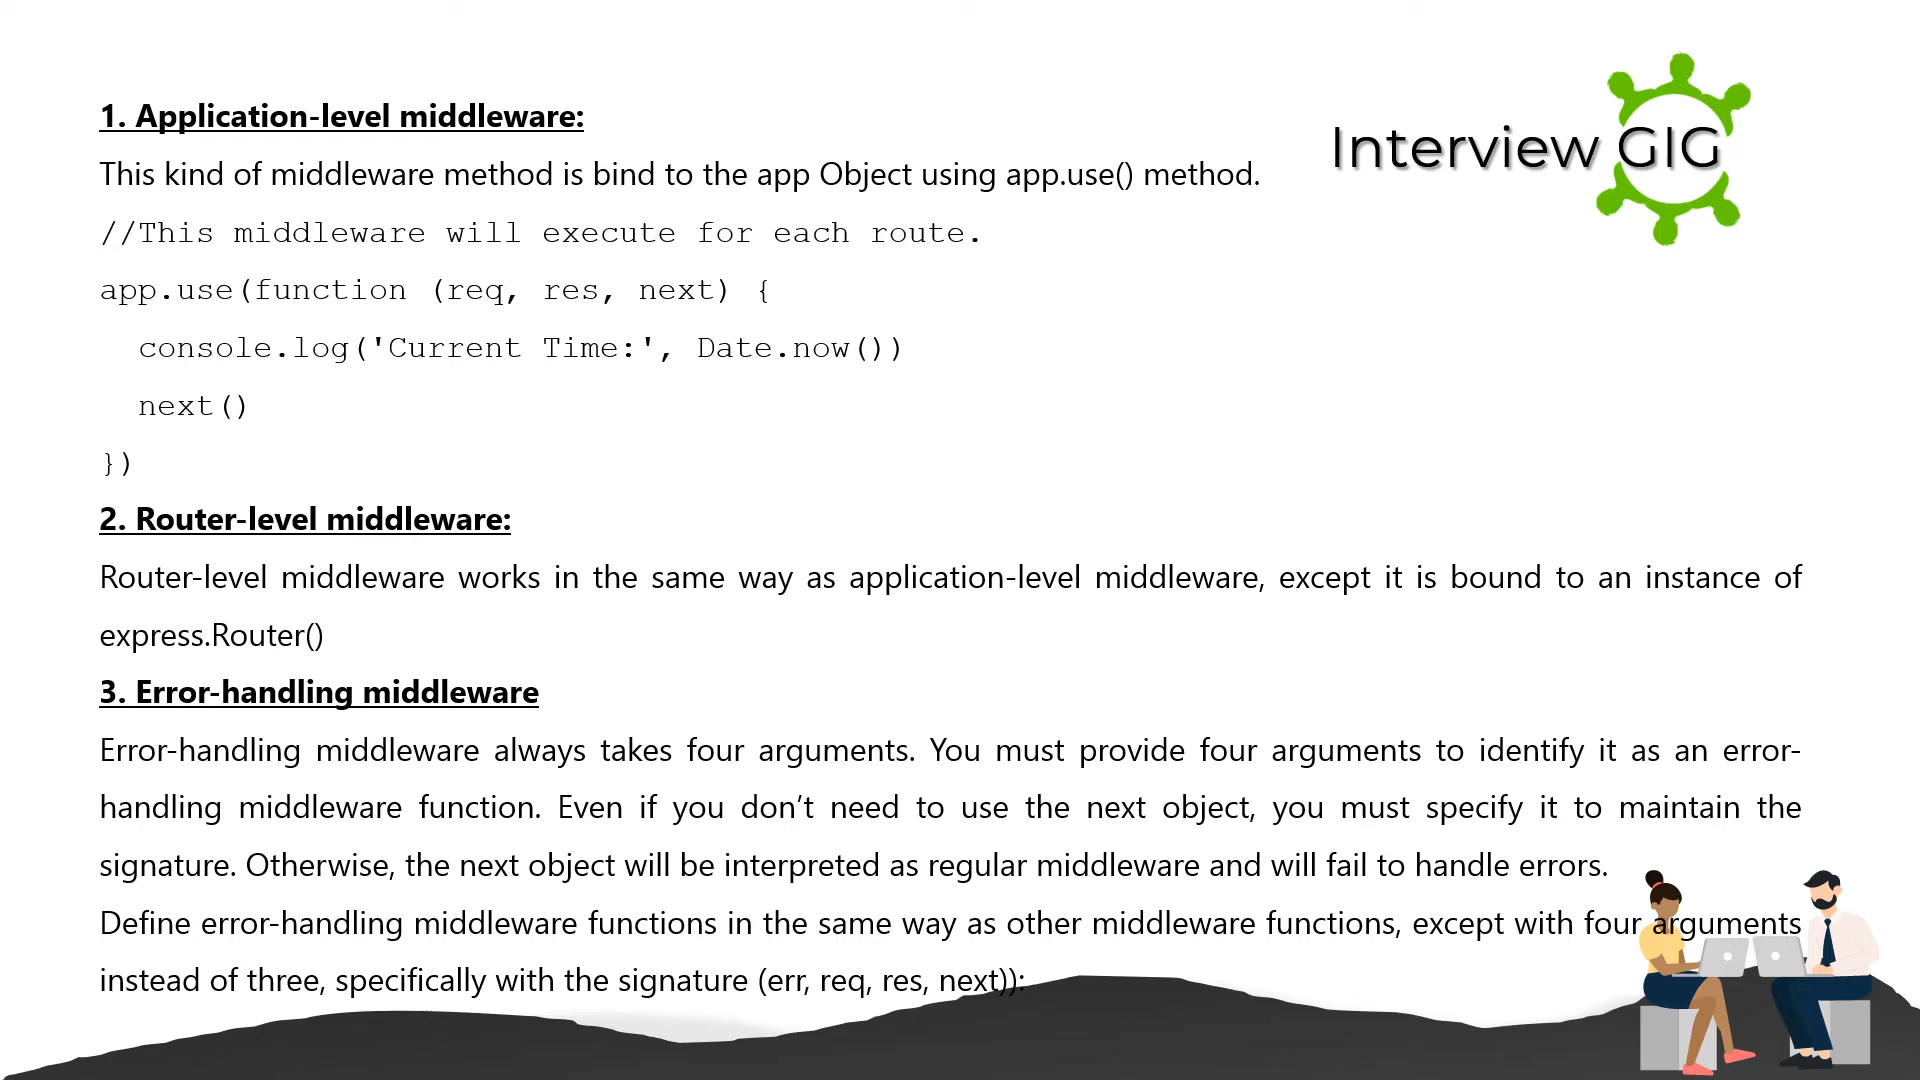 1. Application-level middleware:
Interview GIG
This kind of middleware method is bind to the app Object using app.use() method.
//This middleware will execute for each route.
app.use(function (req, res, next) {
  console.log('Current Time:', Date.now())
  next()
})
2. Router-level middleware:
Router-level middleware works in the same way as application-level middleware, except it is bound to an instance of
express.Router()
3. Error-handling middleware
Error-handling middleware always takes four arguments. You must provide four arguments to identify it as an error-
handling middleware function. Even if you don’t need to use the next object, you must specify it to maintain the
signature. Otherwise, the next object will be interpreted as regular middleware and will fail to handle errors.
Define error-handling middleware functions in the same way as other middleware functions, except with four arguments
instead of three, specifically with the signature (err, req, res, next)):